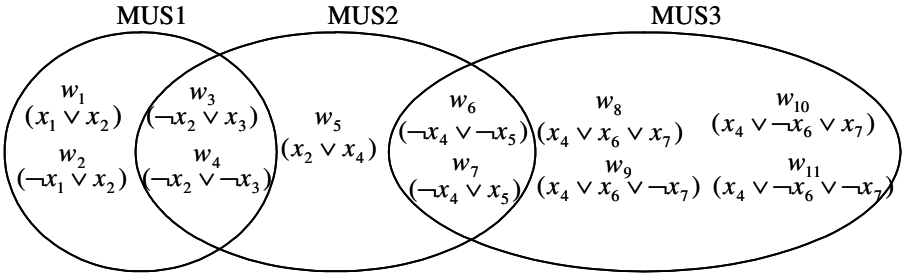 MUS1 MUS2 MUS3
w₁ w₃ w₅ w₆ w₈ w₁₀
(x₁ ∨ x₂) (¬x₂ ∨ x₃) (x₂ ∨ x₄) (¬x₄ ∨ ¬x₅) (x₄ ∨ x₆ ∨ x₇) (x₄ ∨ ¬x₆ ∨ x₇)
w₂ w₄ w₇ w₉ w₁₁
(¬x₁ ∨ x₂) (¬x₂ ∨ ¬x₃) (¬x₄ ∨ x₅) (x₄ ∨ x₆ ∨ ¬x₇) (x₄ ∨ ¬x₆ ∨ ¬x₇)